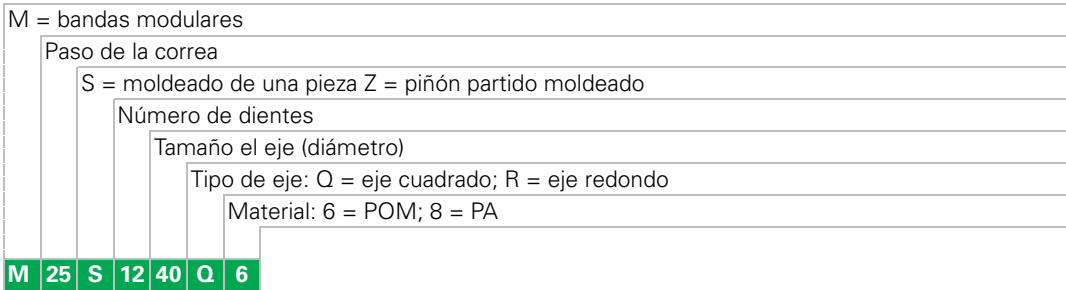 M = bandas modulares
Paso de la correa
S = moldeado de una pieza Z = piñón partido moldeado
Número de dientes
Tamaño el eje (diámetro)
Tipo de eje: Q = eje cuadrado; R = eje redondo
Material: 6 = POM; 8 = PA
M 25 S 12 40 Q 6